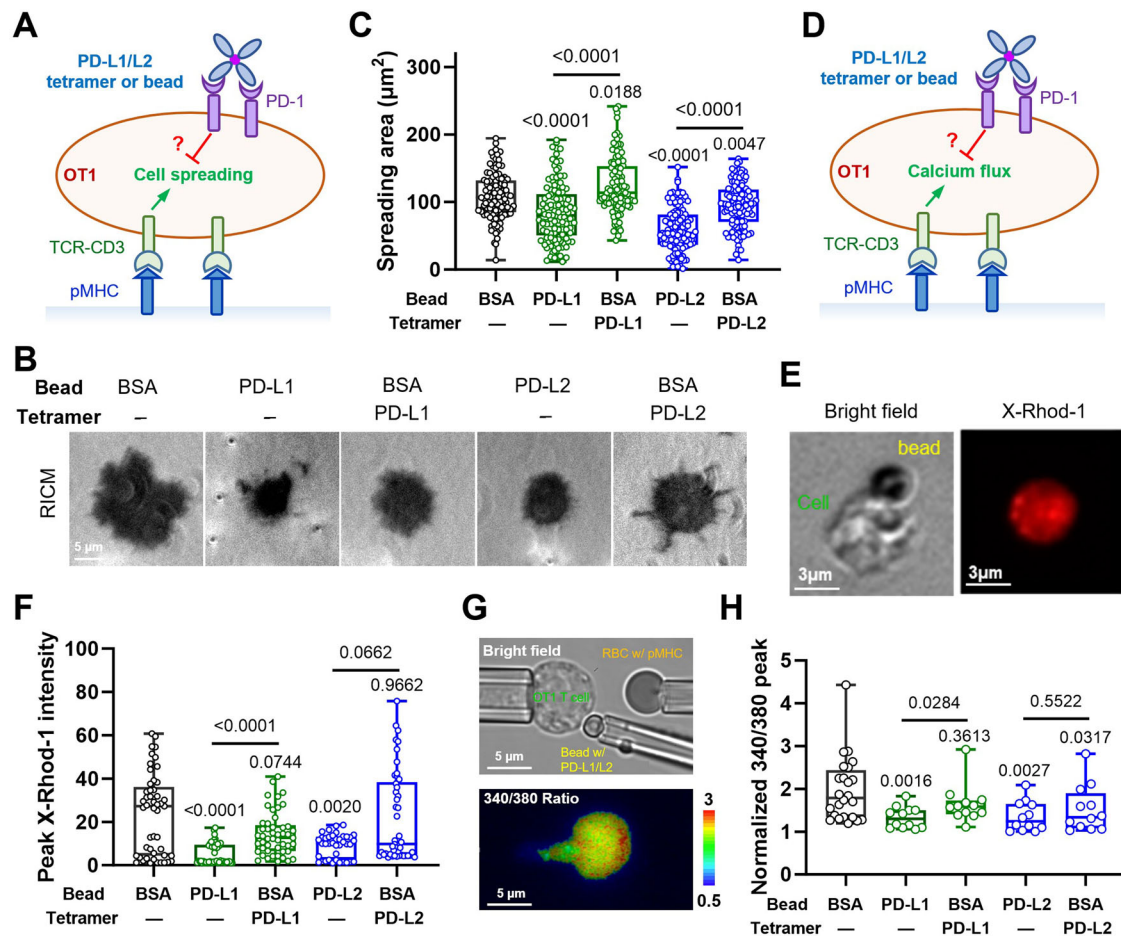 A
PD-L1/L2
tetramer or bead
PD-1
?
OT1
Cell spreading
TCR-CD3
pMHC
C
Spreading area (µm²)
300
200
100
0
<0.0001
<0.0001
0.0188
<0.0001
<0.0001
0.0047
Bead BSA PD-L1 BSA PD-L2 BSA
Tetramer — — PD-L1 — PD-L2
D
PD-L1/L2
tetramer or bead
PD-1
?
OT1
Calcium flux
TCR-CD3
pMHC
B
Bead BSA PD-L1 BSA PD-L2 BSA
Tetramer – – PD-L1 – PD-L2
RICM
5 µm
E
Bright field X-Rhod-1
bead
Cell
3µm
3µm
F
Peak X-Rhod-1 intensity
100
80
60
40
20
0
<0.0001
<0.0001
0.0744
0.0020
0.0662
0.9662
Bead BSA PD-L1 BSA PD-L2 BSA
Tetramer — — PD-L1 — PD-L2
G
Bright field
RBC w/ pMHC
OT1 T cell
Bead w/
PD-L1/L2
5 µm
340/380 Ratio
3
0.5
5 µm
H
Normalized 340/380 peak
5
4
3
2
1
0
0.0016
0.0284
0.3613
0.0027
0.5522
0.0317
Bead BSA PD-L1 BSA PD-L2 BSA
Tetramer — — PD-L1 — PD-L2